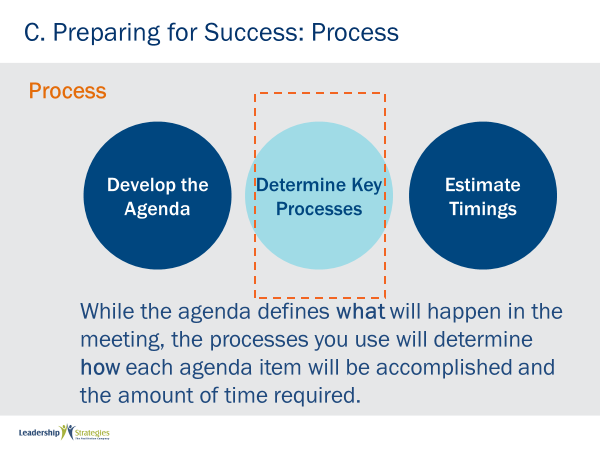 C. Preparing for Success: Process
Process
Develop the
Agenda
Determine Key
Processes
Estimate
Timings
While the agenda defines what will happen in the
meeting, the processes you use will determine
how each agenda item will be accomplished and
the amount of time required.
Leadership Strategies
The Facilitation Company